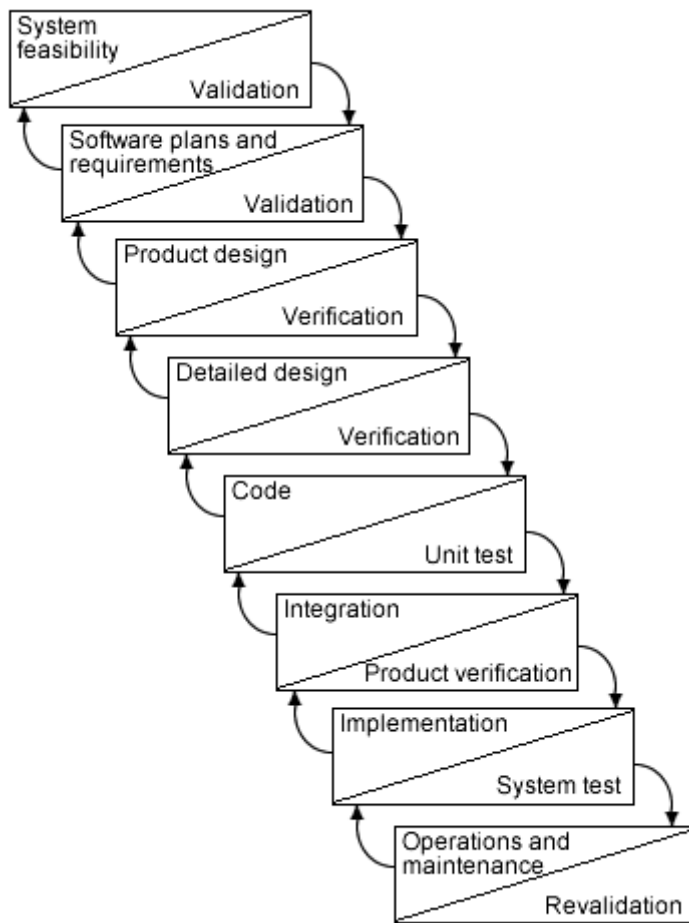 System
feasibility
Validation
Software plans and
requirements
Validation
Product design
Verification
Detailed design
Verification
Code
Unit test
Integration
Product verification
Implementation
System test
Operations and
maintenance
Revalidation